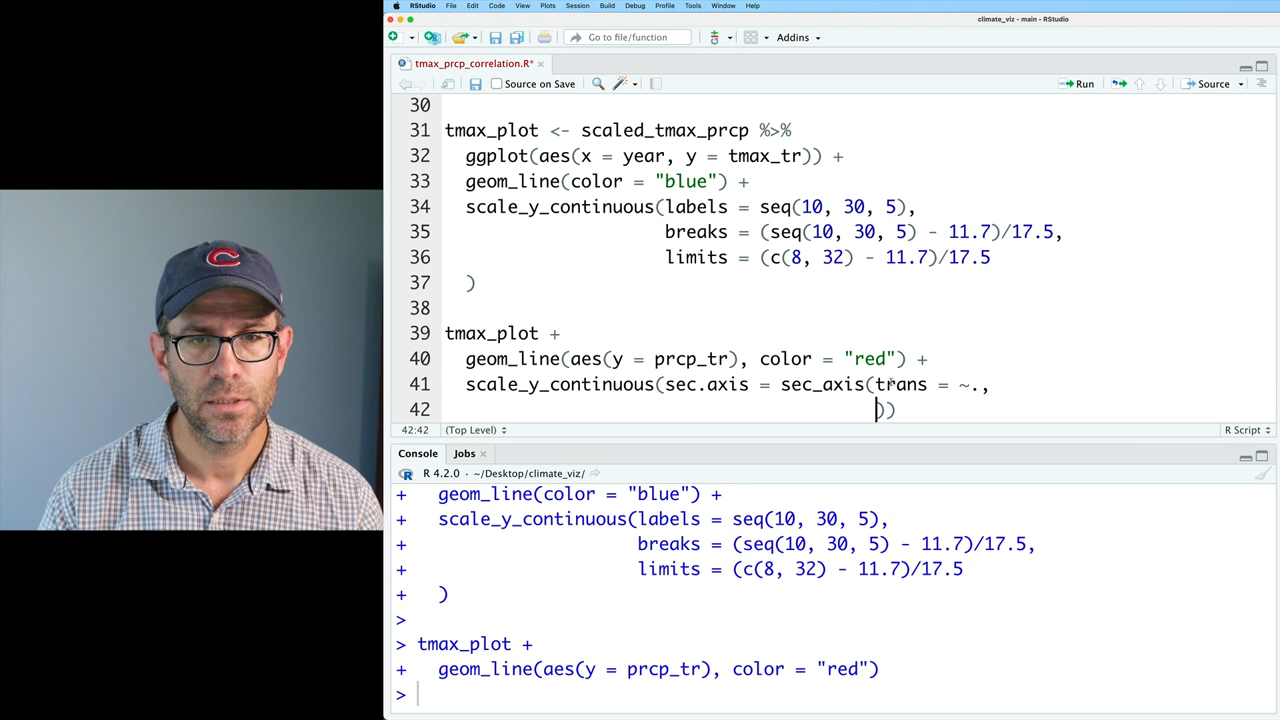 RStudio File Edit Code View Plots Session Build Debug Profile Tools Window Help
climate_viz - main - RStudio
Go to file/function Addins
tmax_prcp_correlation.R* ×
Source on Save Run Source
30
31 tmax_plot <- scaled_tmax_prcp %>%
32 ggplot(aes(x = year, y = tmax_tr)) +
33 geom_line(color = "blue") +
34 scale_y_continuous(labels = seq(10, 30, 5),
35 breaks = (seq(10, 30, 5) - 11.7)/17.5,
36 limits = (c(8, 32) - 11.7)/17.5
37 )
38
39 tmax_plot +
40 geom_line(aes(y = prcp_tr), color = "red") +
41 scale_y_continuous(sec.axis = sec_axis(trans = ~.,
42 ))
42:42 (Top Level) R Script
Console Jobs ×
R 4.2.0 · ~/Desktop/climate_viz/
+ geom_line(color = "blue") +
+ scale_y_continuous(labels = seq(10, 30, 5),
+ breaks = (seq(10, 30, 5) - 11.7)/17.5,
+ limits = (c(8, 32) - 11.7)/17.5
+ )
>
> tmax_plot +
+ geom_line(aes(y = prcp_tr), color = "red")
>
C